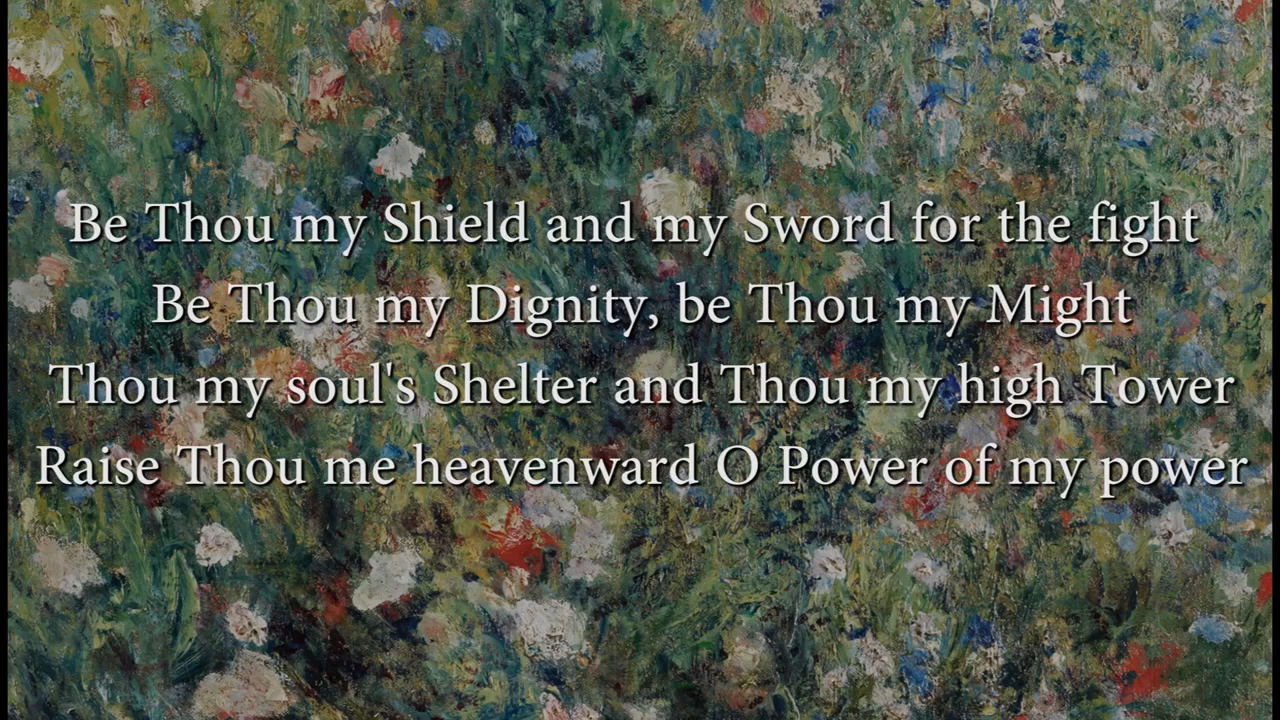 Be Thou my Shield and my Sword for the fight
Be Thou my Dignity, be Thou my Might
Thou my soul's Shelter and Thou my high Tower
Raise Thou me heavenward O Power of my power